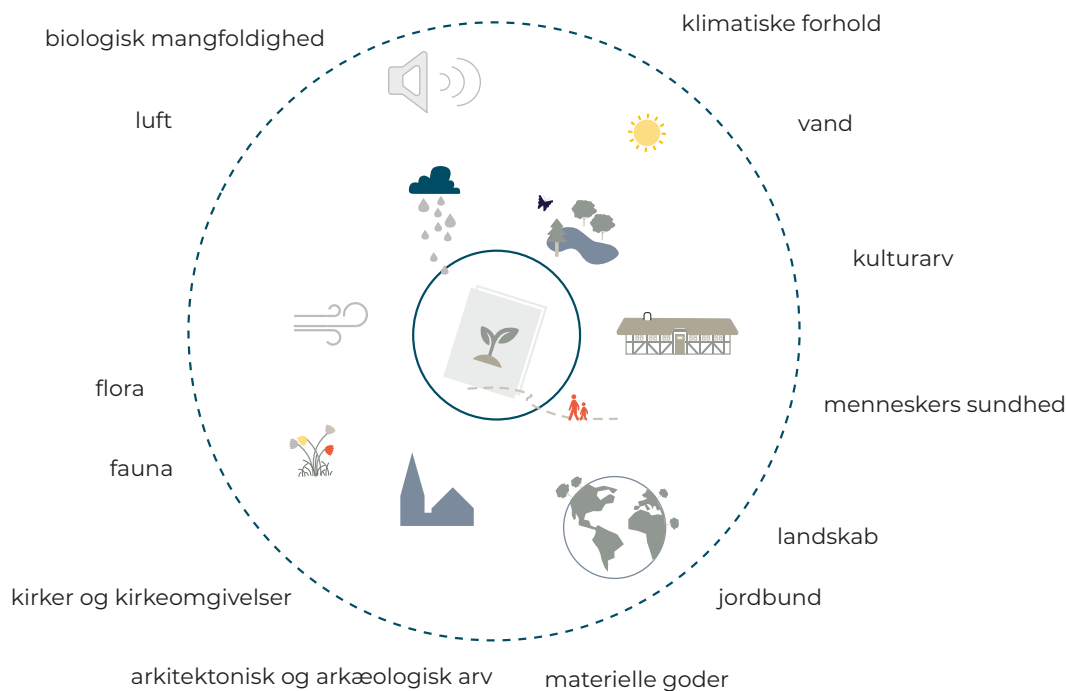 klimatiske forhold
biologisk mangfoldighed
luft
vand
kulturarv
flora
menneskers sundhed
fauna
landskab
kirker og kirkeomgivelser
jordbund
arkitektonisk og arkæologisk arv
materielle goder